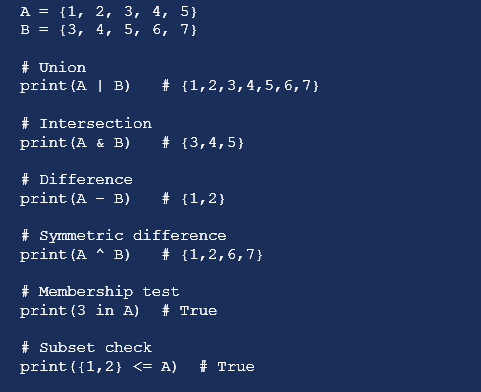 A = {1, 2, 3, 4, 5}
B = {3, 4, 5, 6, 7}
# Union
print(A | B)   # {1,2,3,4,5,6,7}
# Intersection
print(A & B)   # {3,4,5}
# Difference
print(A - B)   # {1,2}
# Symmetric difference
print(A ^ B)   # {1,2,6,7}
# Membership test
print(3 in A)  # True
# Subset check
print({1,2} <= A)  # True